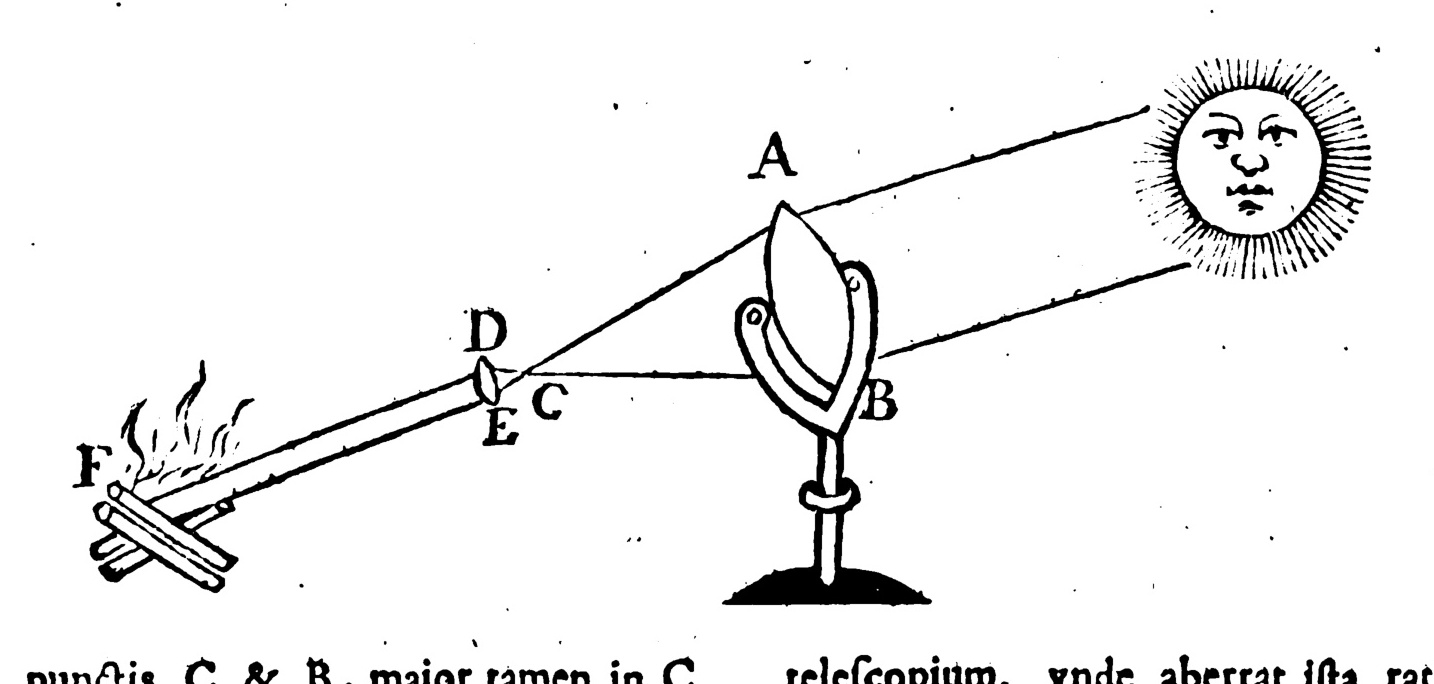 A
D
C
E
B
F
punctis C & B, maior tamen in C
teleſcopium, vnde aberrat iſta rat